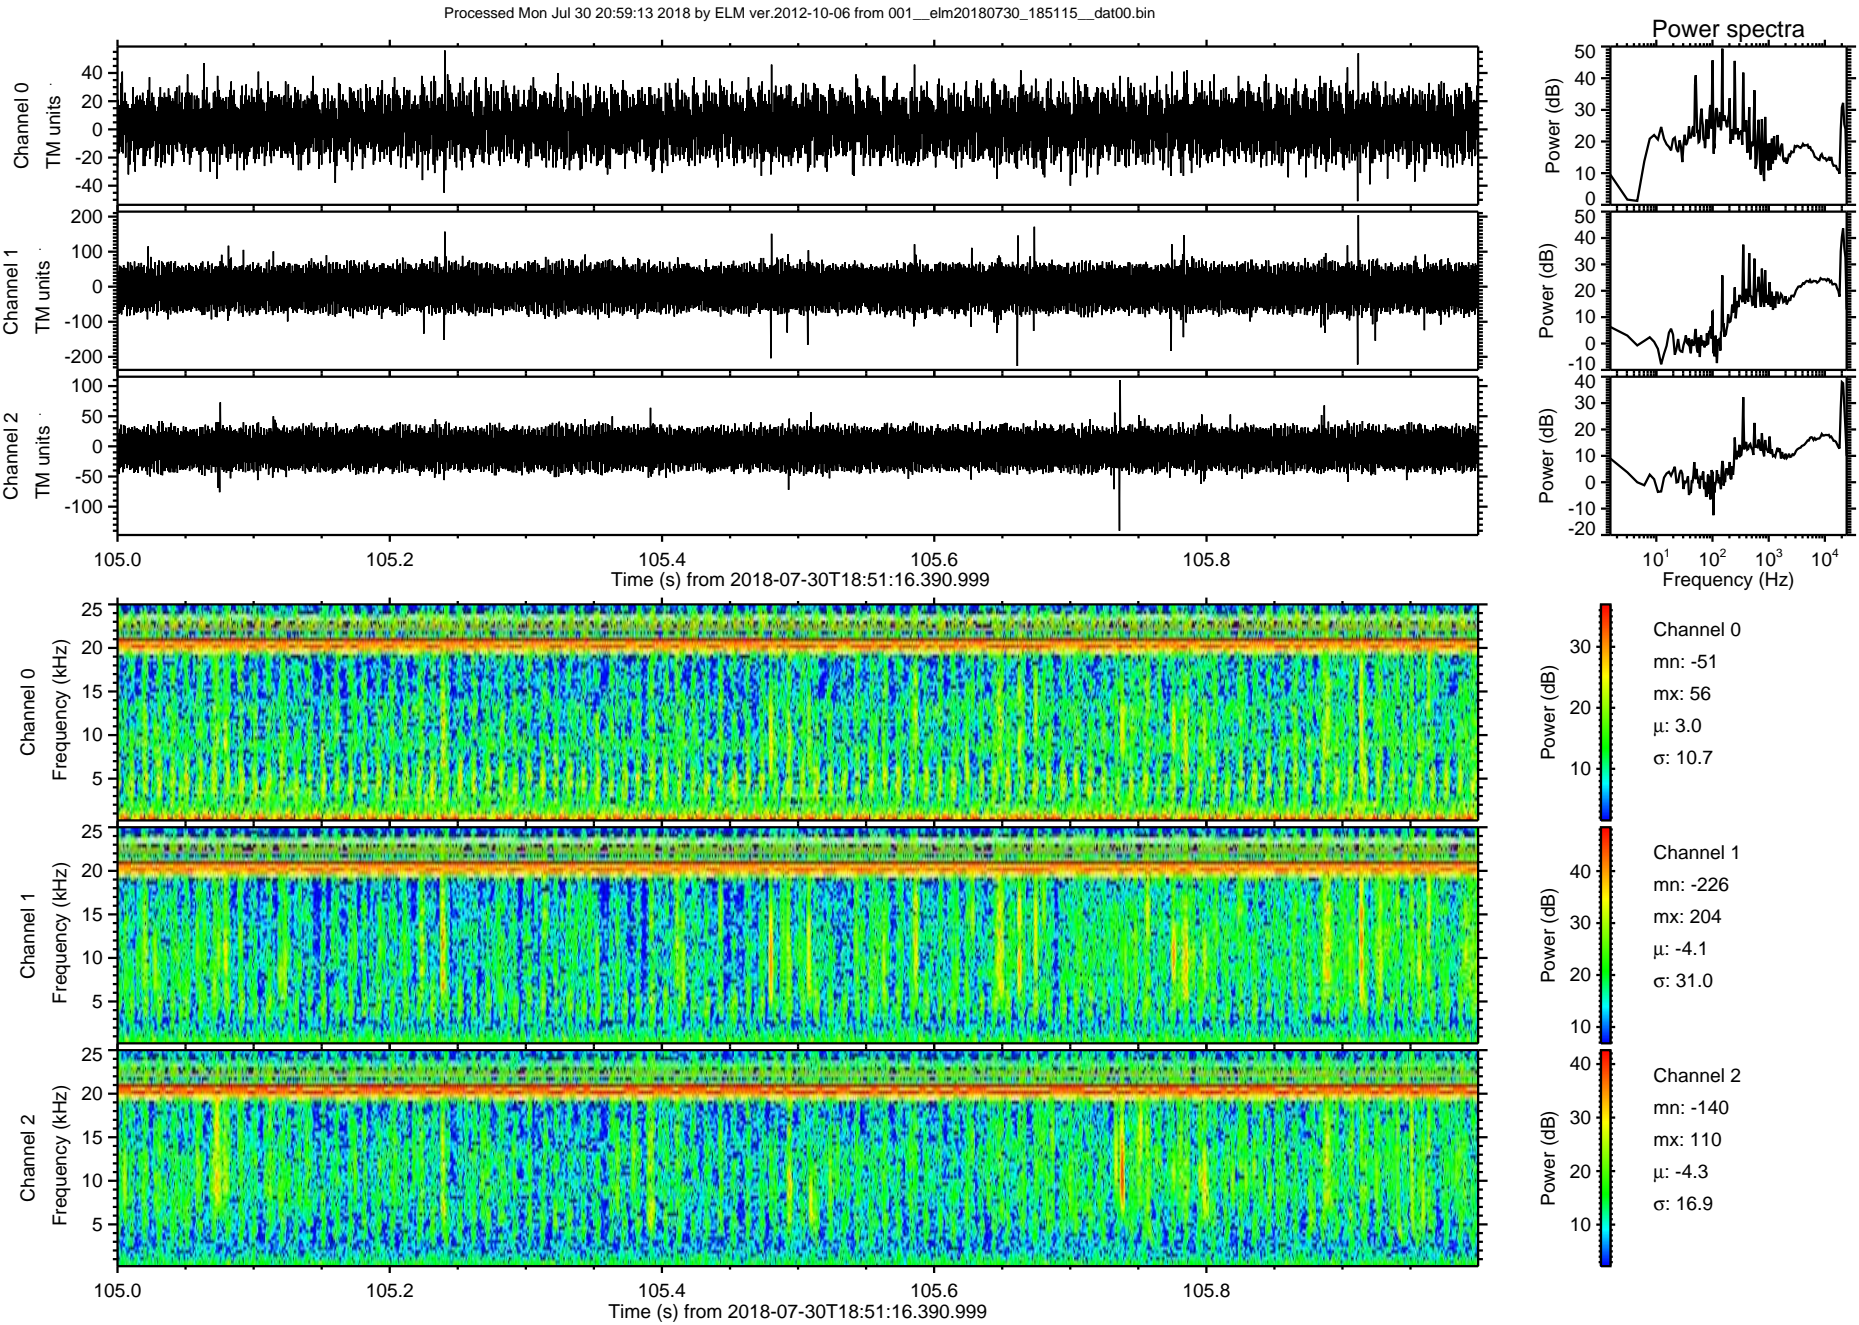 Processed Mon Jul 30 20:59:13 2018 by ELM ver.2012-10-06 from 001__elm20180730_185115__dat00.bin
Power spectra
Channel 0
TM units
40
20
0
-20
-40
Power (dB)
50
40
30
20
10
0
Channel 1
TM units
200
100
0
-100
-200
Power (dB)
50
40
30
20
10
0
-10
Channel 2
TM units
100
50
0
-50
-100
Power (dB)
40
30
20
10
0
-10
-20
105.0 105.2 105.4 105.6 105.8
Time (s) from 2018-07-30T18:51:16.390.999
10^1 10^2 10^3 10^4
Frequency (Hz)
Channel 0
Frequency (kHz)
25
20
15
10
5
Power (dB)
30
20
10
Channel 0
mn: -51
mx: 56
µ: 3.0
σ: 10.7
Channel 1
Frequency (kHz)
25
20
15
10
5
Power (dB)
40
30
20
10
Channel 1
mn: -226
mx: 204
µ: -4.1
σ: 31.0
Channel 2
Frequency (kHz)
25
20
15
10
5
Power (dB)
40
30
20
10
Channel 2
mn: -140
mx: 110
µ: -4.3
σ: 16.9
105.0 105.2 105.4 105.6 105.8
Time (s) from 2018-07-30T18:51:16.390.999